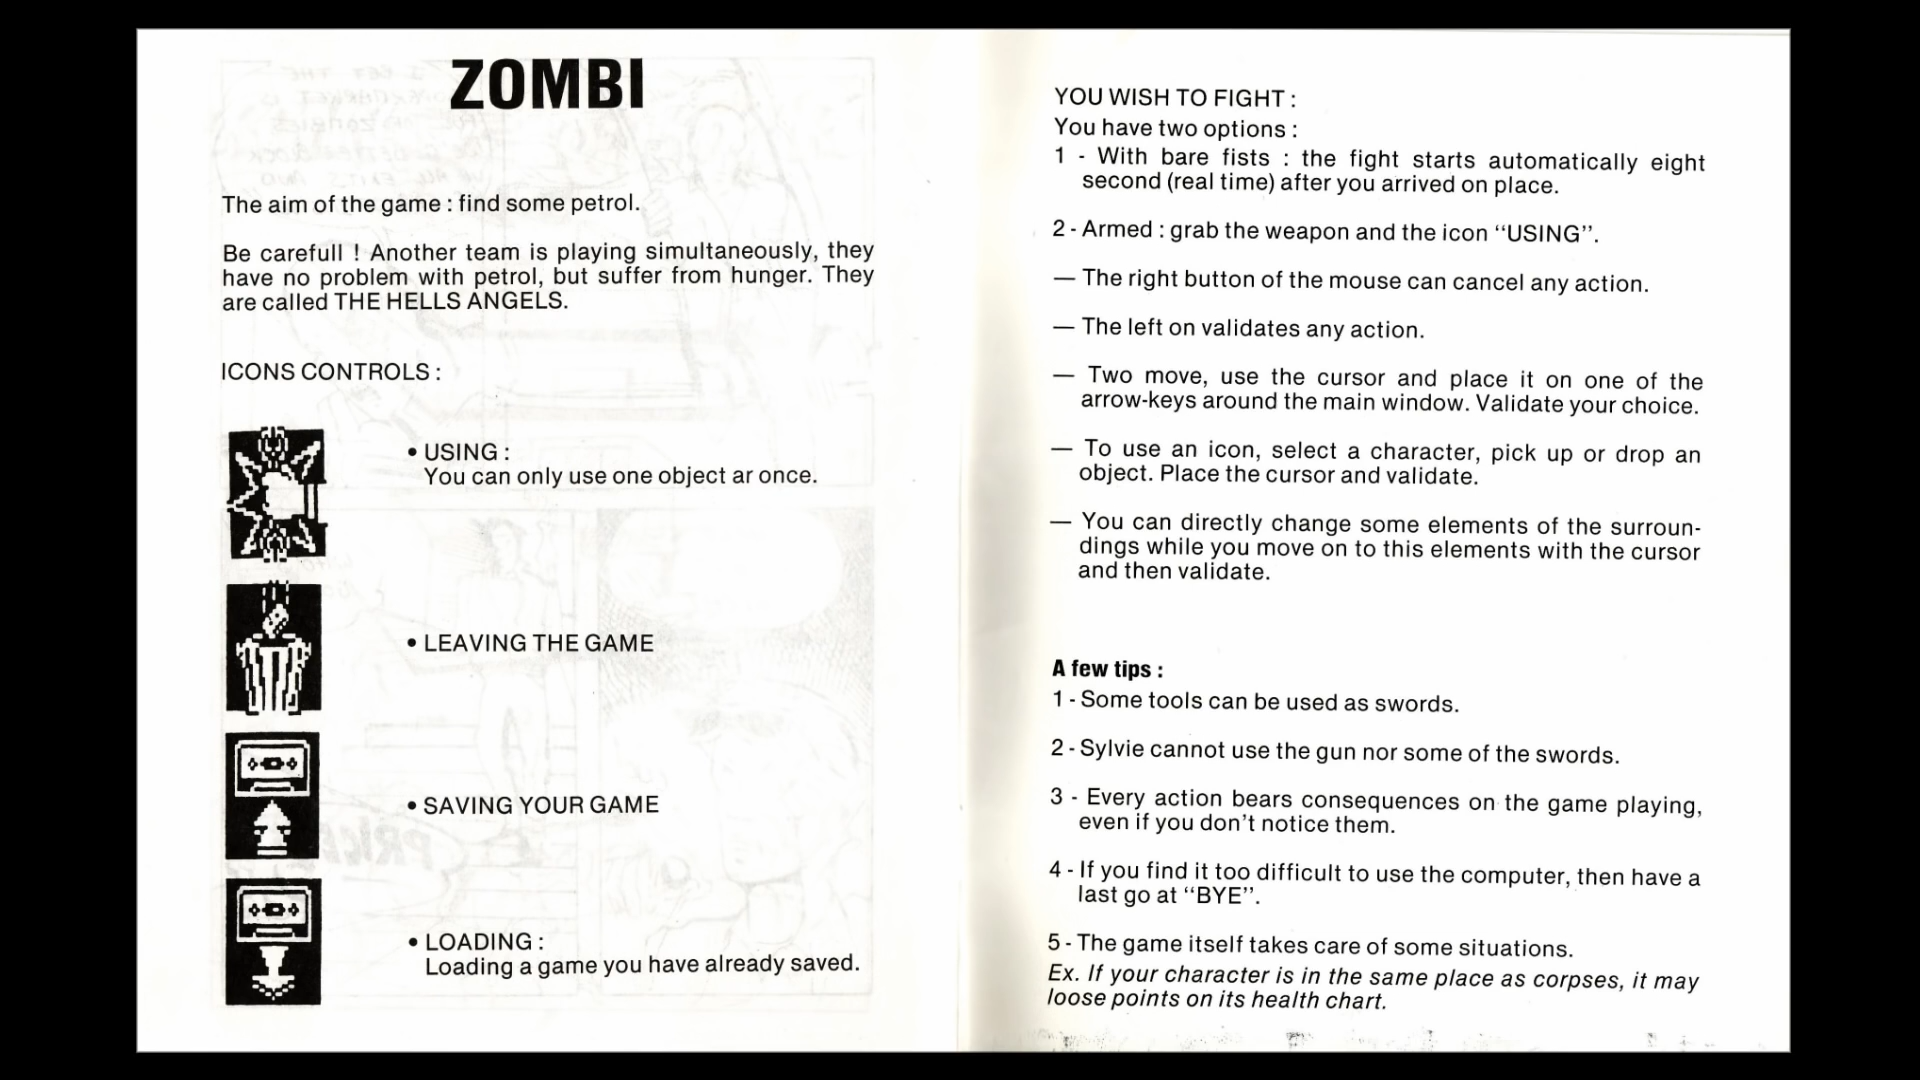 ZOMBI
The aim of the game : find some petrol.
Be carefull ! Another team is playing simultaneously, they
have no problem with petrol, but suffer from hunger. They
are called THE HELLS ANGELS.
ICONS CONTROLS :
• USING :
You can only use one object ar once.
• LEAVING THE GAME
• SAVING YOUR GAME
• LOADING :
Loading a game you have already saved.
YOU WISH TO FIGHT :
You have two options :
1 - With bare fists : the fight starts automatically eight
second (real time) after you arrived on place.
2 - Armed : grab the weapon and the icon “USING”.
— The right button of the mouse can cancel any action.
— The left on validates any action.
— Two move, use the cursor and place it on one of the
arrow-keys around the main window. Validate your choice.
— To use an icon, select a character, pick up or drop an
object. Place the cursor and validate.
— You can directly change some elements of the surroun-
dings while you move on to this elements with the cursor
and then validate.
A few tips :
1 - Some tools can be used as swords.
2 - Sylvie cannot use the gun nor some of the swords.
3 - Every action bears consequences on the game playing,
even if you don’t notice them.
4 - If you find it too difficult to use the computer, then have a
last go at “BYE”.
5 - The game itself takes care of some situations.
Ex. If your character is in the same place as corpses, it may
loose points on its health chart.